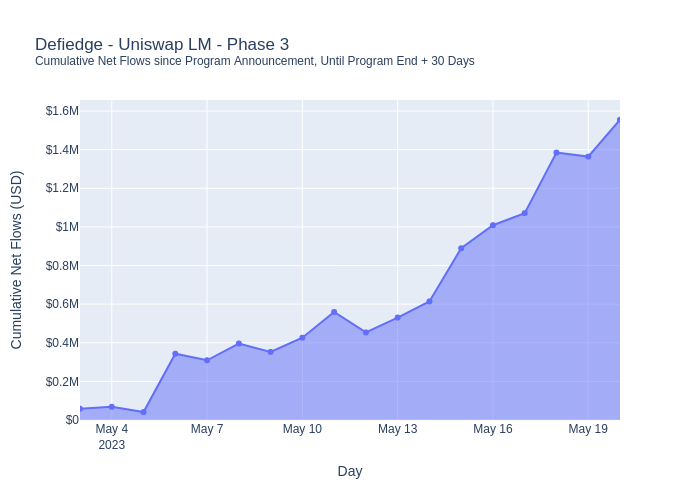 Defiedge - Uniswap LM - Phase 3
Cumulative Net Flows since Program Announcement, Until Program End + 30 Days
Cumulative Net Flows (USD)
$1.6M
$1.4M
$1.2M
$1M
$0.8M
$0.6M
$0.4M
$0.2M
$0
May 4 May 7 May 10 May 13 May 16 May 19
2023
Day